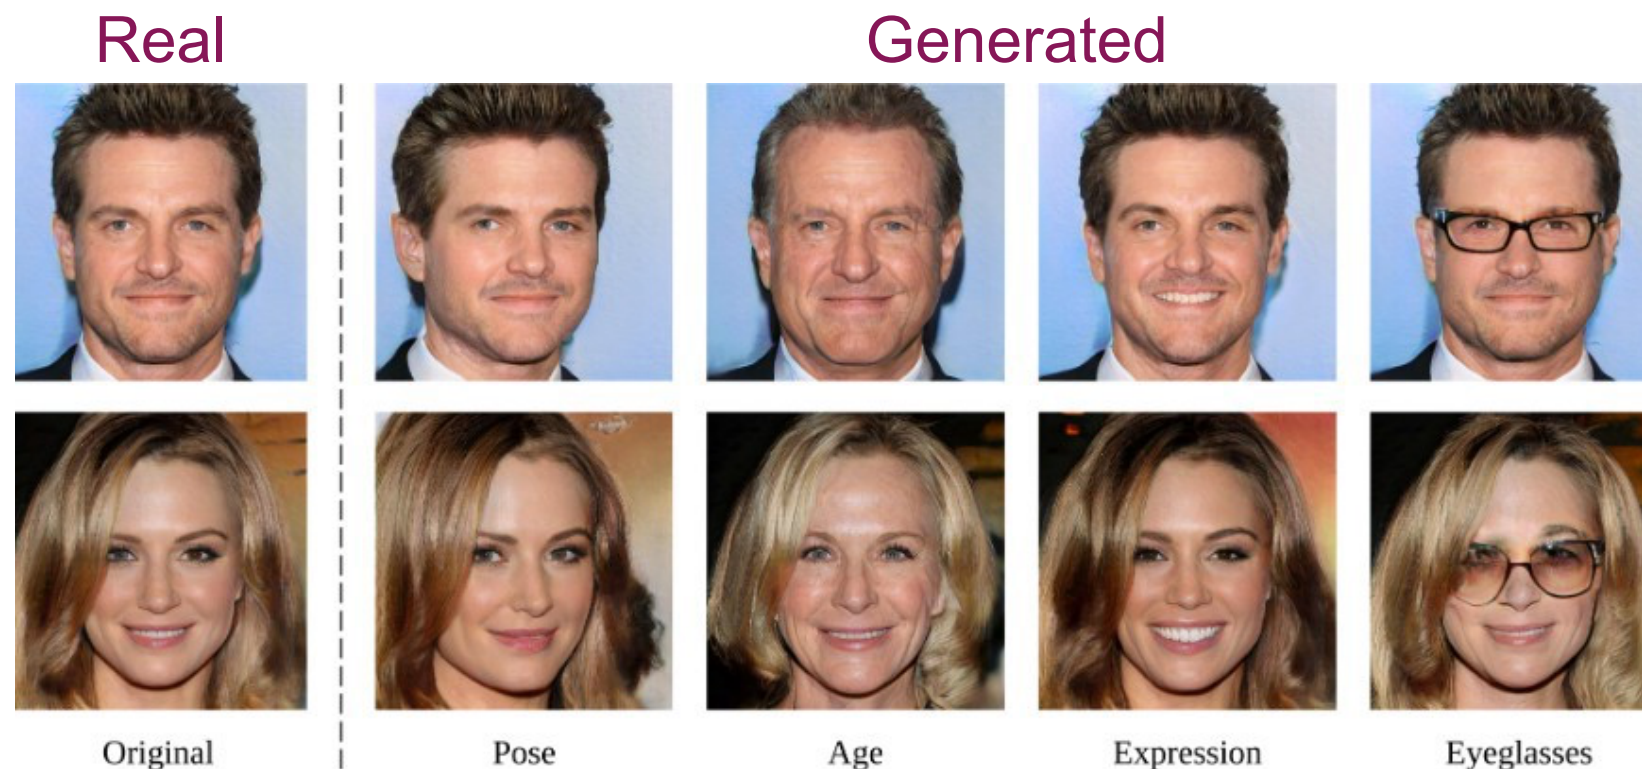 Real
Generated
Original
Pose
Age
Expression
Eyeglasses